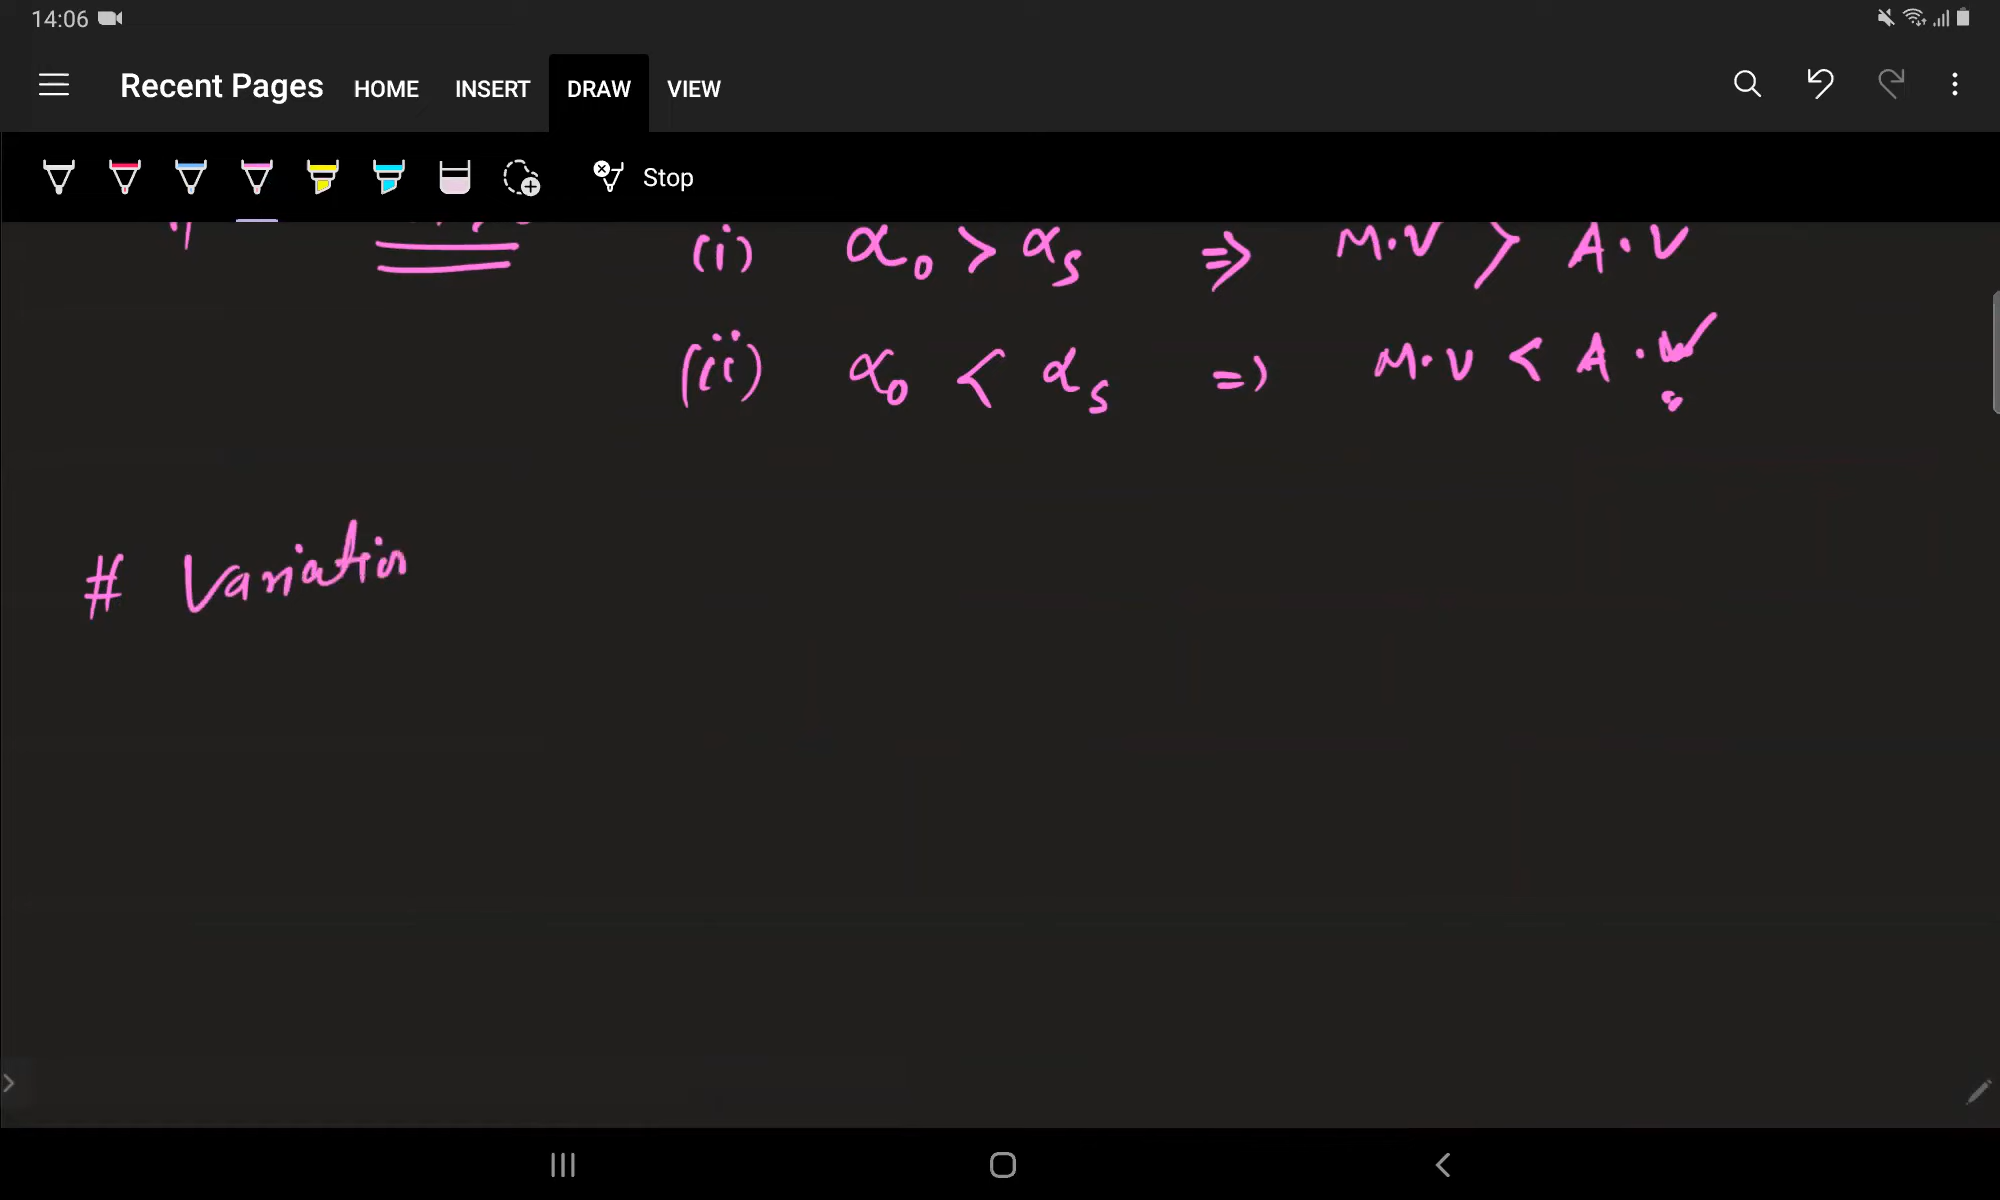 14:06
Recent Pages HOME INSERT DRAW VIEW
Stop
(i) α₀ > αₛ ⇒ M.V > A.V
(ii) α₀ < αₛ ⇒ M.V < A.V
# Variation